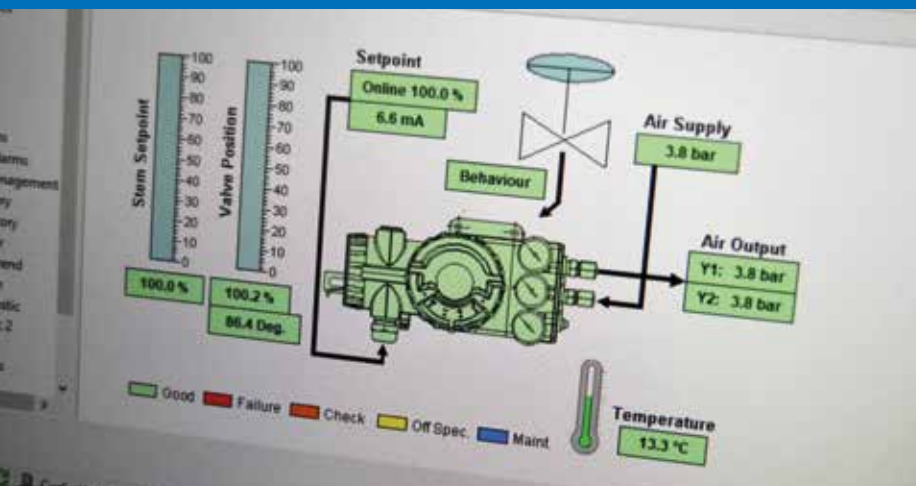 Setpoint
Online 100.0 %
6.6 mA
100
90
80
70
60
50
40
30
20
10
0
Stem Setpoint
100.0 %
100
90
80
70
60
50
40
30
20
10
0
Valve Position
100.2 %
86.4 Deg.
Behaviour
Air Supply
3.8 bar
Air Output
Y1: 3.8 bar
Y2: 3.8 bar
Good
Failure
Check
Off Spec.
Maint
Temperature
13.3 °C